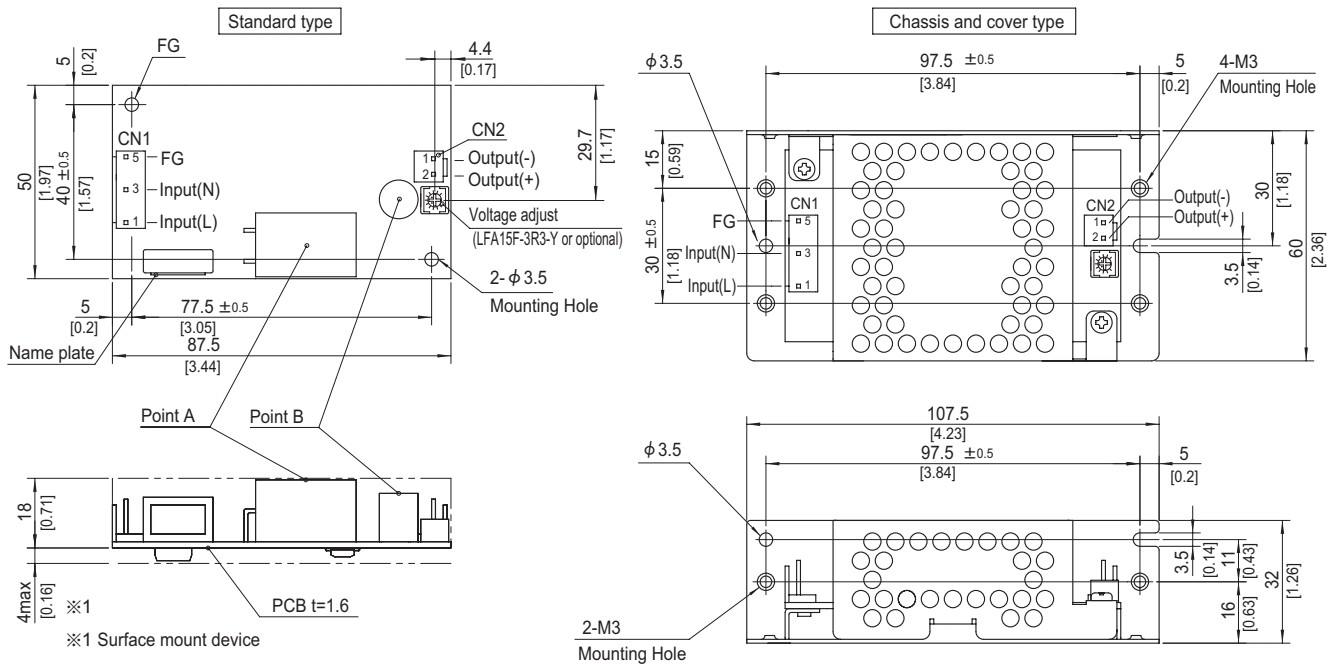 Standard type
FG
5
[0.2]
4.4
[0.17]
CN1
5
FG
3
Input(N)
1
Input(L)
50
[1.97]
40 ±0.5
[1.57]
CN2
1
Output(-)
2
Output(+)
29.7
[1.17]
Voltage adjust
(LFA15F-3R3-Y or optional)
2-φ3.5
Mounting Hole
5
[0.2]
77.5 ±0.5
[3.05]
87.5
[3.44]
Name plate
Point A
Point B
18
[0.71]
4max
[0.16]
※1
PCB t=1.6
※1 Surface mount device
Chassis and cover type
φ3.5
97.5 ±0.5
[3.84]
5
[0.2]
4-M3
Mounting Hole
15
[0.59]
30 ±0.5
[1.18]
CN1
FG
5
Input(N)
3
Input(L)
1
CN2
1
Output(-)
2
Output(+)
30
[1.18]
3.5
[0.14]
60
[2.36]
107.5
[4.23]
97.5 ±0.5
[3.84]
5
[0.2]
φ3.5
3.5
[0.14]
11
[0.43]
16
[0.63]
32
[1.26]
2-M3
Mounting Hole